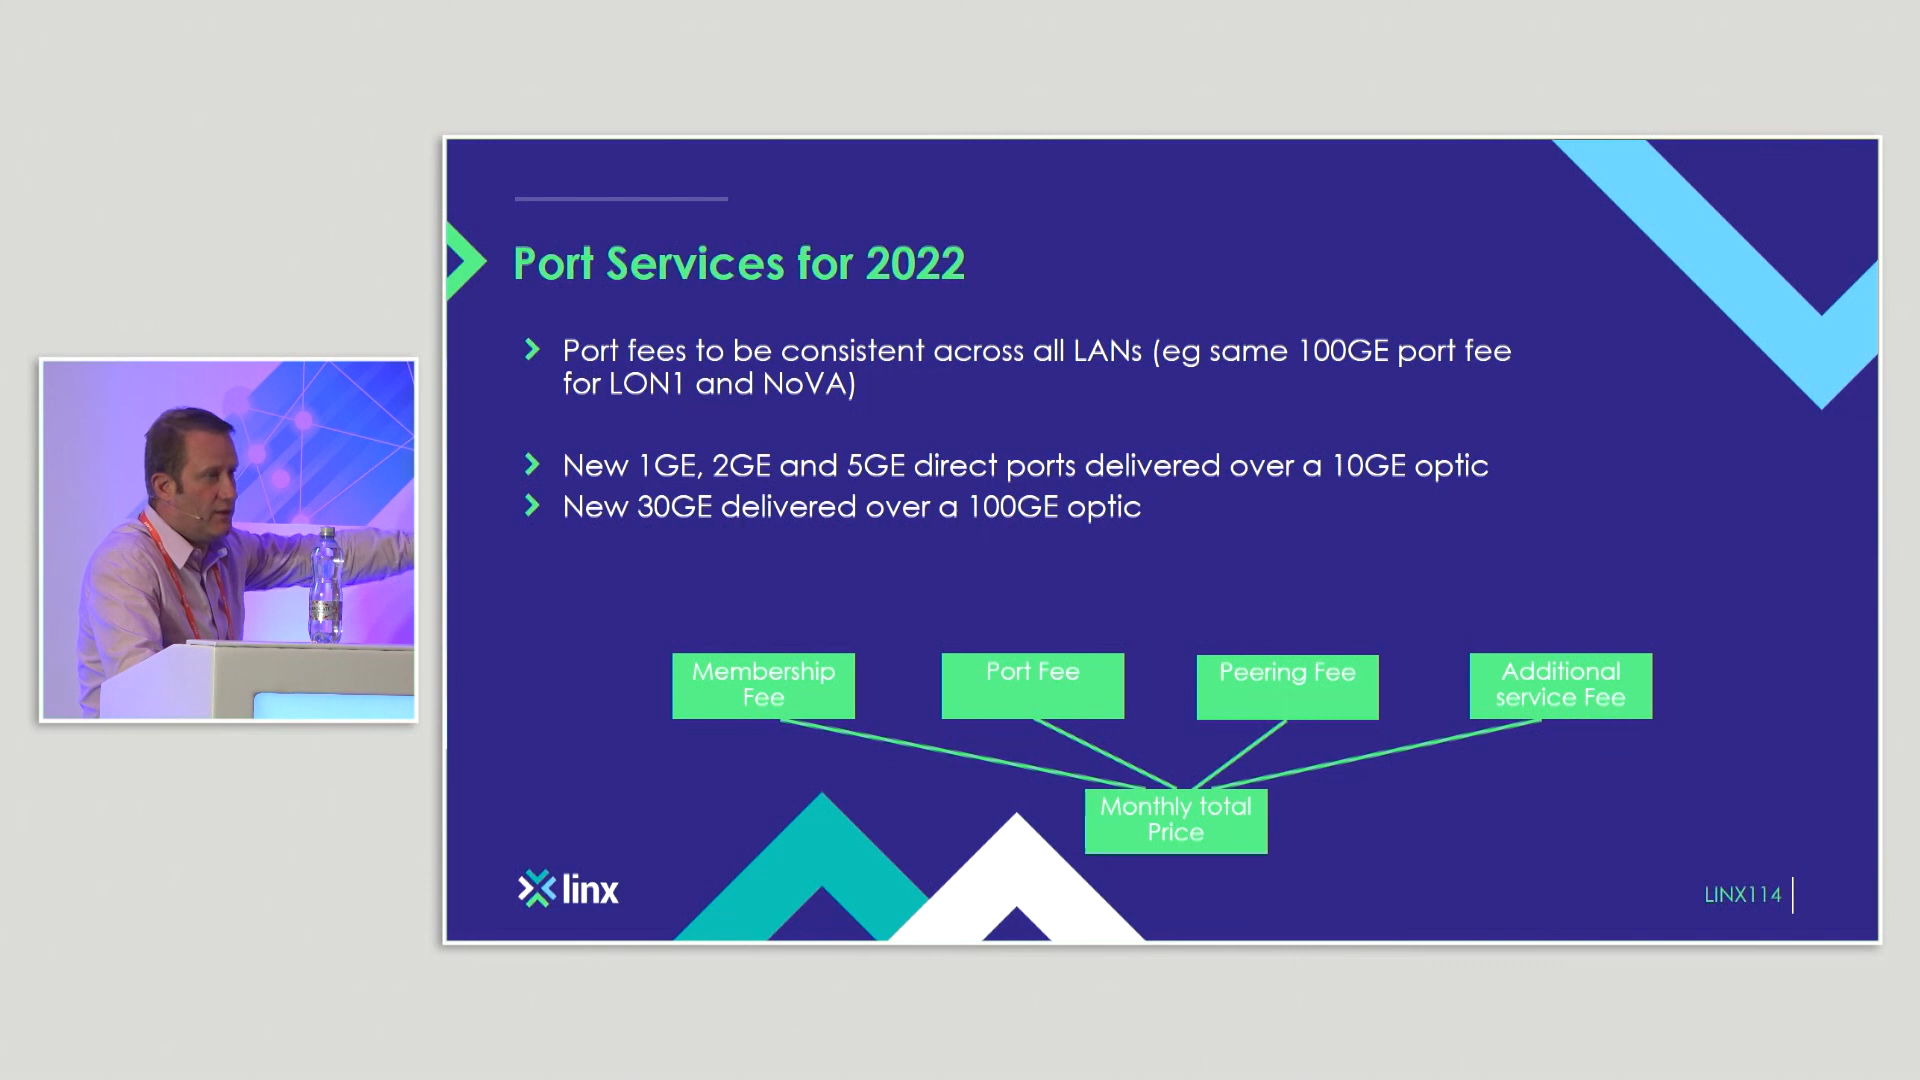 Port Services for 2022
Port fees to be consistent across all LANs (eg same 100GE port fee
for LON1 and NoVA)
New 1GE, 2GE and 5GE direct ports delivered over a 10GE optic
New 30GE delivered over a 100GE optic
Membership
Fee
Port Fee
Peering Fee
Additional
service Fee
Monthly total
Price
linx
LINX114